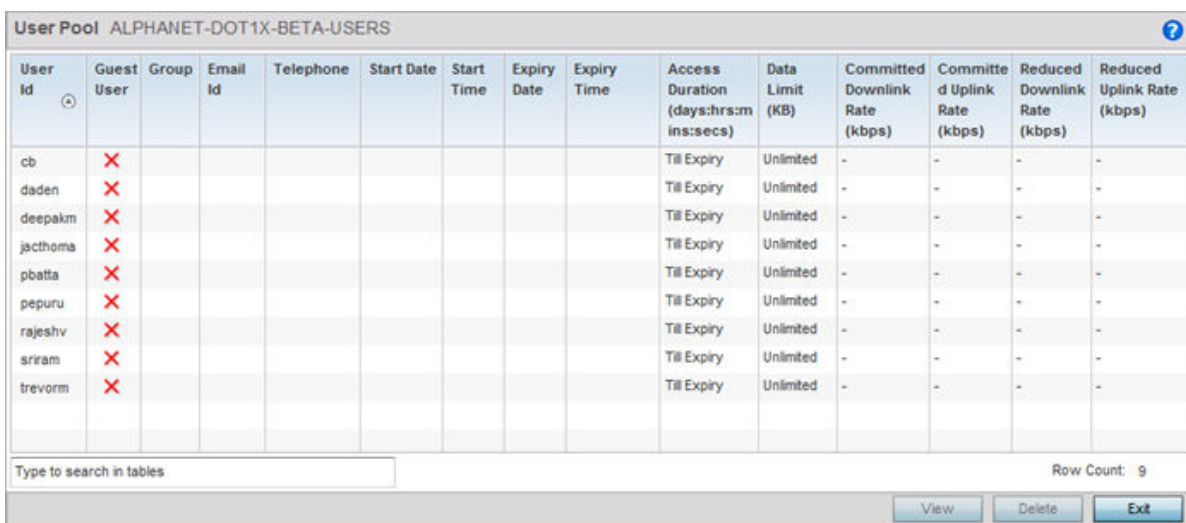 User Pool ALPHANET-DOT1X-BETA-USERS
User Id Guest User Group Email Id Telephone Start Date Start Time Expiry Date Expiry Time Access Duration (days:hrs:mins:secs) Data Limit (KB) Committed Downlink Rate (kbps) Committed Uplink Rate (kbps) Reduced Downlink Rate (kbps) Reduced Uplink Rate (kbps)
cb Till Expiry Unlimited - - - -
daden Till Expiry Unlimited - - - -
deepakm Till Expiry Unlimited - - - -
jacthoma Till Expiry Unlimited - - - -
pbatta Till Expiry Unlimited - - - -
pepuru Till Expiry Unlimited - - - -
rajeshv Till Expiry Unlimited - - - -
sriram Till Expiry Unlimited - - - -
trevorm Till Expiry Unlimited - - - -
Type to search in tables Row Count: 9
View Delete Exit